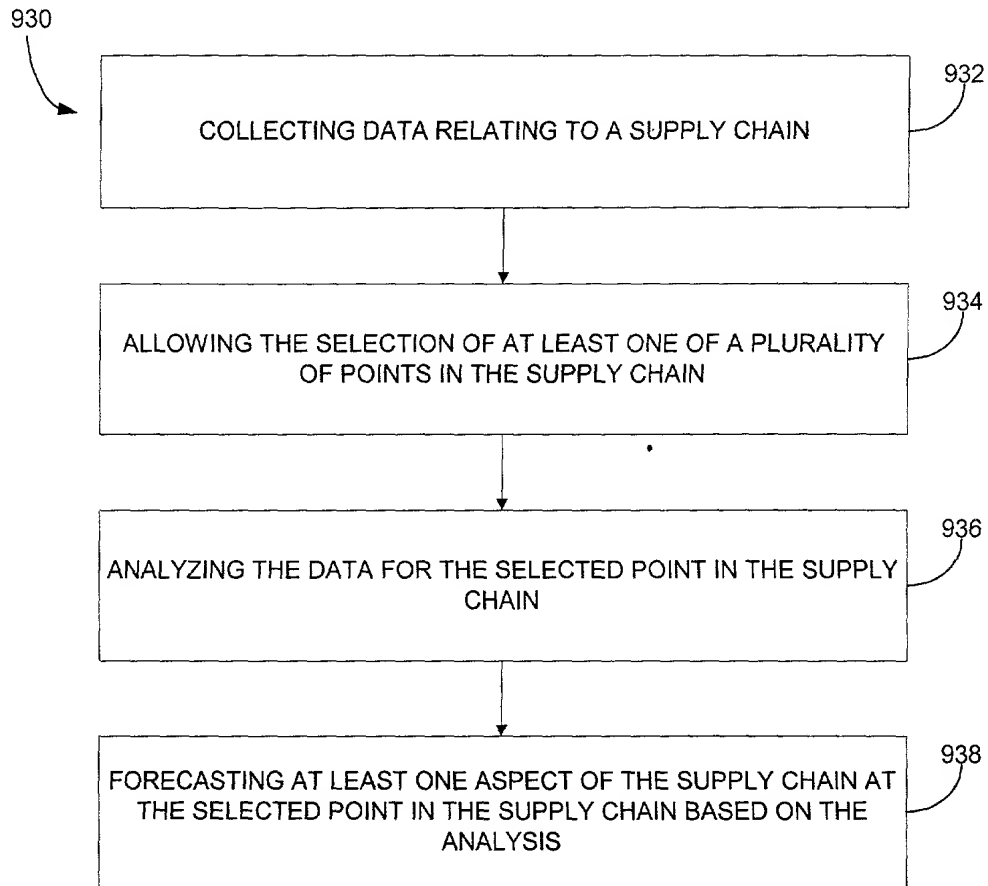 930
932
COLLECTING DATA RELATING TO A SUPPLY CHAIN
934
ALLOWING THE SELECTION OF AT LEAST ONE OF A PLURALITY
OF POINTS IN THE SUPPLY CHAIN
936
ANALYZING THE DATA FOR THE SELECTED POINT IN THE SUPPLY
CHAIN
938
FORECASTING AT LEAST ONE ASPECT OF THE SUPPLY CHAIN AT
THE SELECTED POINT IN THE SUPPLY CHAIN BASED ON THE
ANALYSIS